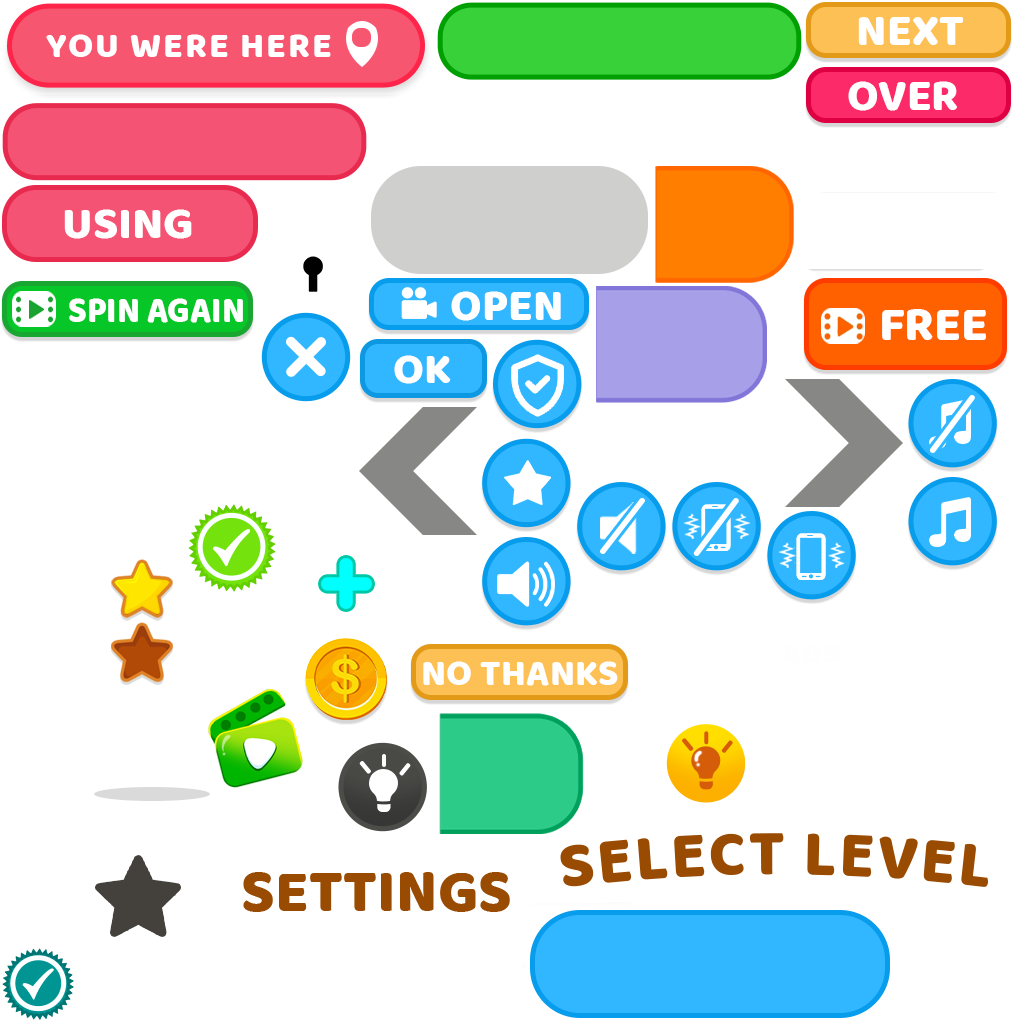 YOU WERE HERE
NEXT
OVER
USING
SPIN AGAIN
OPEN
FREE
OK
$
NO THANKS
SELECT LEVEL
SETTINGS